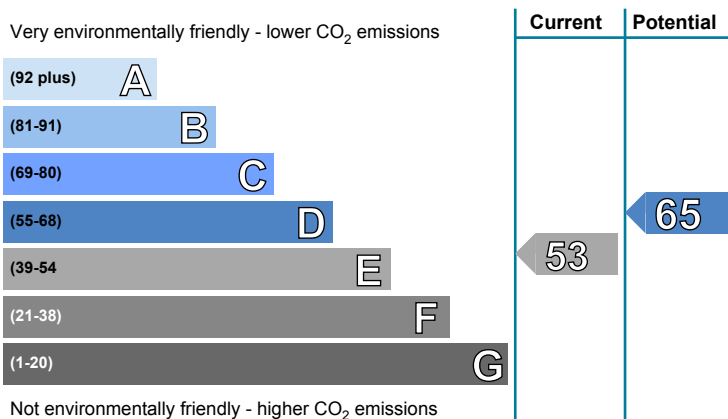 Current Potential
Very environmentally friendly - lower CO₂ emissions
(92 plus) A
(81-91) B
(69-80) C
(55-68) D
65
(39-54 E
53
(21-38) F
(1-20) G
Not environmentally friendly - higher CO₂ emissions